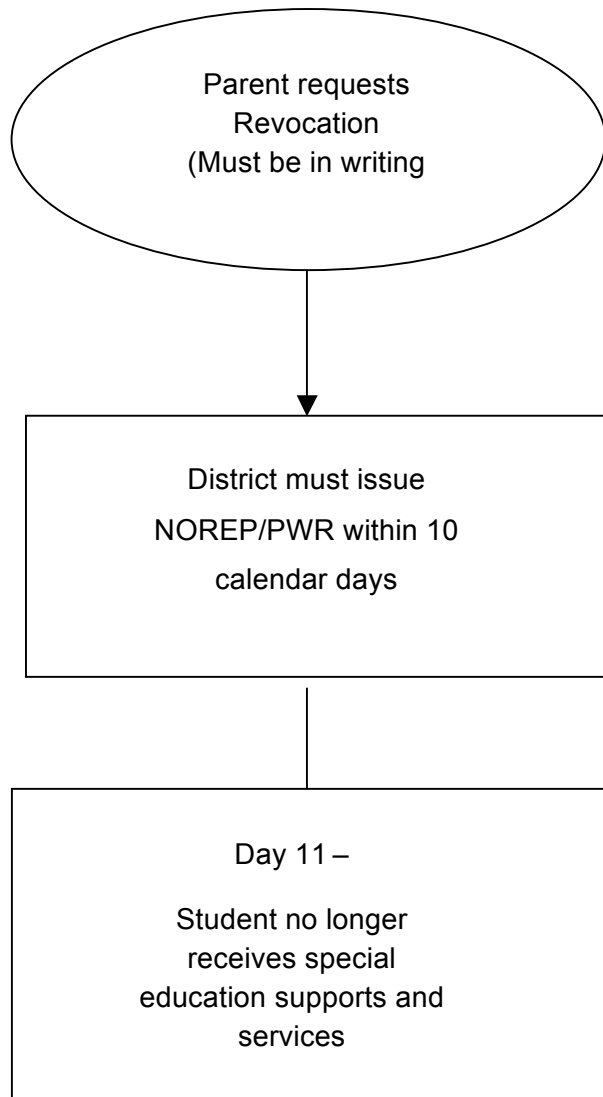 Parent requests
Revocation
(Must be in writing
District must issue
NOREP/PWR within 10
calendar days
Day 11 –
Student no longer
receives special
education supports and
services